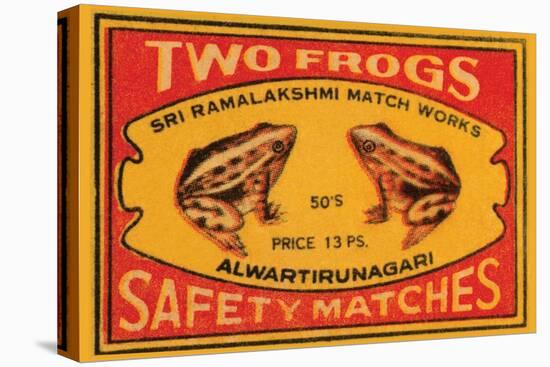 TWO FROGS
SRI RAMALAKSHMI MATCH WORKS
50'S
PRICE 13 PS.
ALWARTIRUNAGARI
SAFETY MATCHES